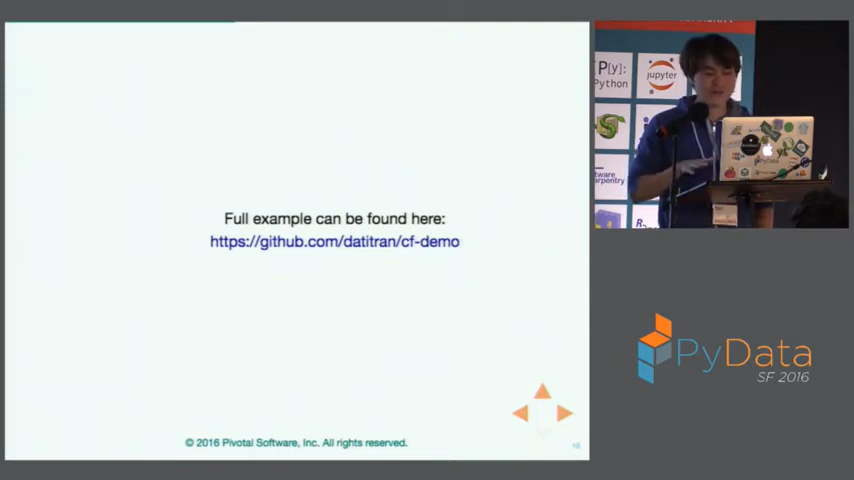 Full example can be found here:
https://github.com/datitran/cf-demo
© 2016 Pivotal Software, Inc. All rights reserved.
P[y]:
Python
jupyter
PyData
SF 2016